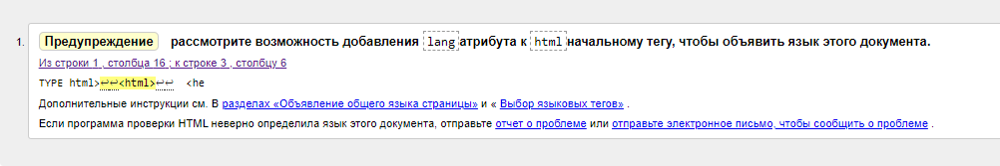 1. Предупреждение рассмотрите возможность добавления lang атрибута к html начальному тегу, чтобы объявить язык этого документа.
Из строки 1 , столбца 16 ; к строке 3 , столбцу 6
TYPE html>↩↩<html>↩↩ <he
Дополнительные инструкции см. В разделах «Объявление общего языка страницы» и « Выбор языковых тегов» .
Если программа проверки HTML неверно определила язык этого документа, отправьте отчет о проблеме или отправьте электронное письмо, чтобы сообщить о проблеме .